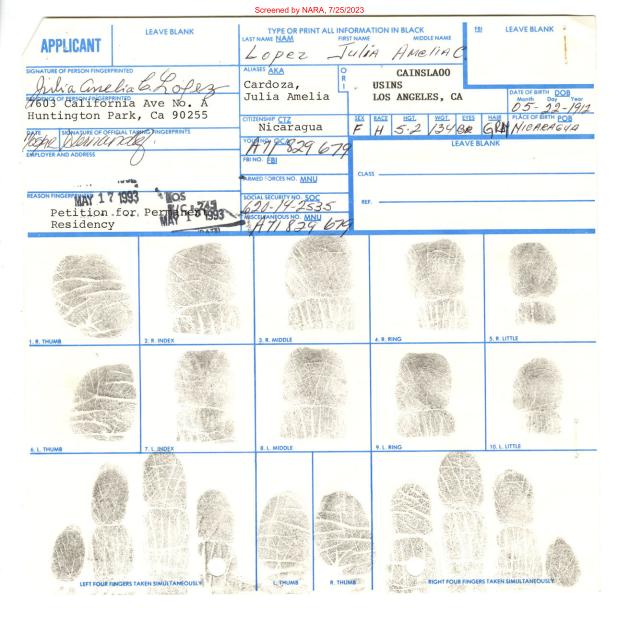 Screened by NARA, 7/25/2023
APPLICANT
LEAVE BLANK
TYPE OR PRINT ALL INFORMATION IN BLACK
LAST NAME NAM FIRST NAME MIDDLE NAME
Lopez Julia Amelia C.
FBI LEAVE BLANK
SIGNATURE OF PERSON FINGERPRINTED
Julia Amelia C. Lopez
RESIDENCE OF PERSON FINGERPRINTED
7603 California Ave No. A
Huntington Park, Ca 90255
ALIASES AKA
Cardoza,
Julia Amelia
ORI
CAINSLA00
USINS
LOS ANGELES, CA
DATE OF BIRTH DOB
Month Day Year
05-22-1912
CITIZENSHIP CTZ
Nicaragua
SEX RACE HGT. WGT. EYES HAIR
F H 5-2 134 BR
PLACE OF BIRTH POB
NICARAGUA
DATE SIGNATURE OF OFFICIAL TAKING FINGERPRINTS
EMPLOYER AND ADDRESS
YOUR NO. OCA
A71 829 679
FBI NO. FBI
ARMED FORCES NO. MNU
LEAVE BLANK
CLASS
REF.
REASON FINGERPRINTED
MAY 17 1993
Petition for Permanent
Residency
SOCIAL SECURITY NO. SOC
620-14-2535
MISCELLANEOUS NO. MNU
A71 829 679
1. R. THUMB
2. R. INDEX
3. R. MIDDLE
4. R. RING
5. R. LITTLE
6. L. THUMB
7. L. INDEX
8. L. MIDDLE
9. L. RING
10. L. LITTLE
LEFT FOUR FINGERS TAKEN SIMULTANEOUSLY
L. THUMB
R. THUMB
RIGHT FOUR FINGERS TAKEN SIMULTANEOUSLY